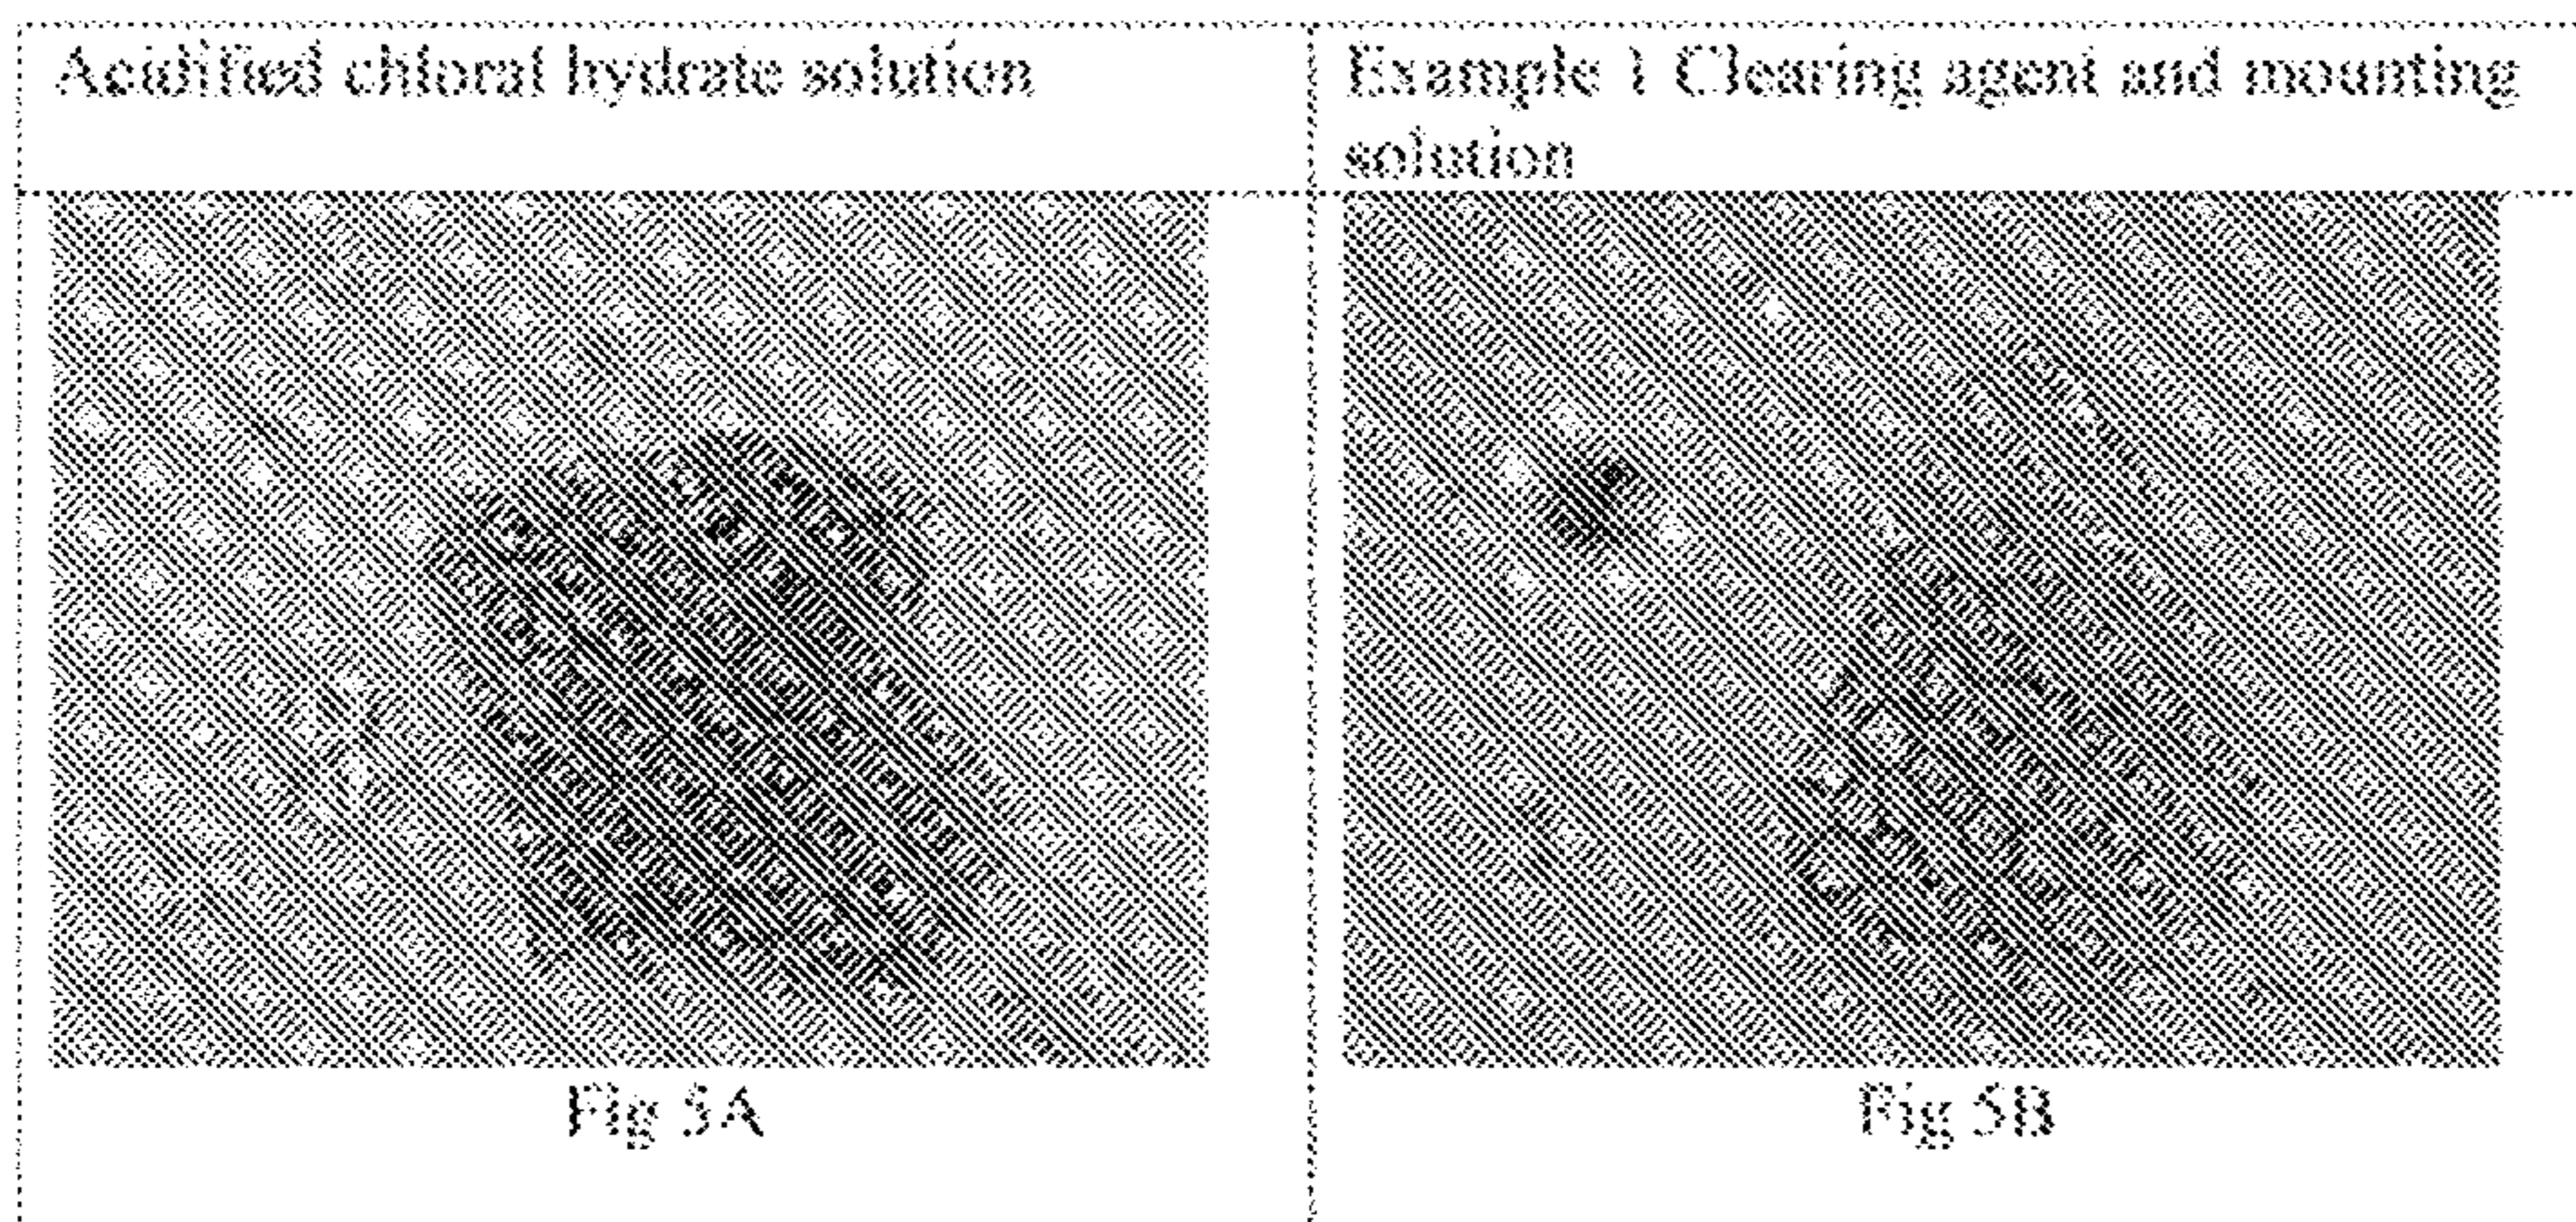 Acidified chloral hydrate solution
Example 1 Clearing agent and mounting
solution
Fig 5A
Fig 5B